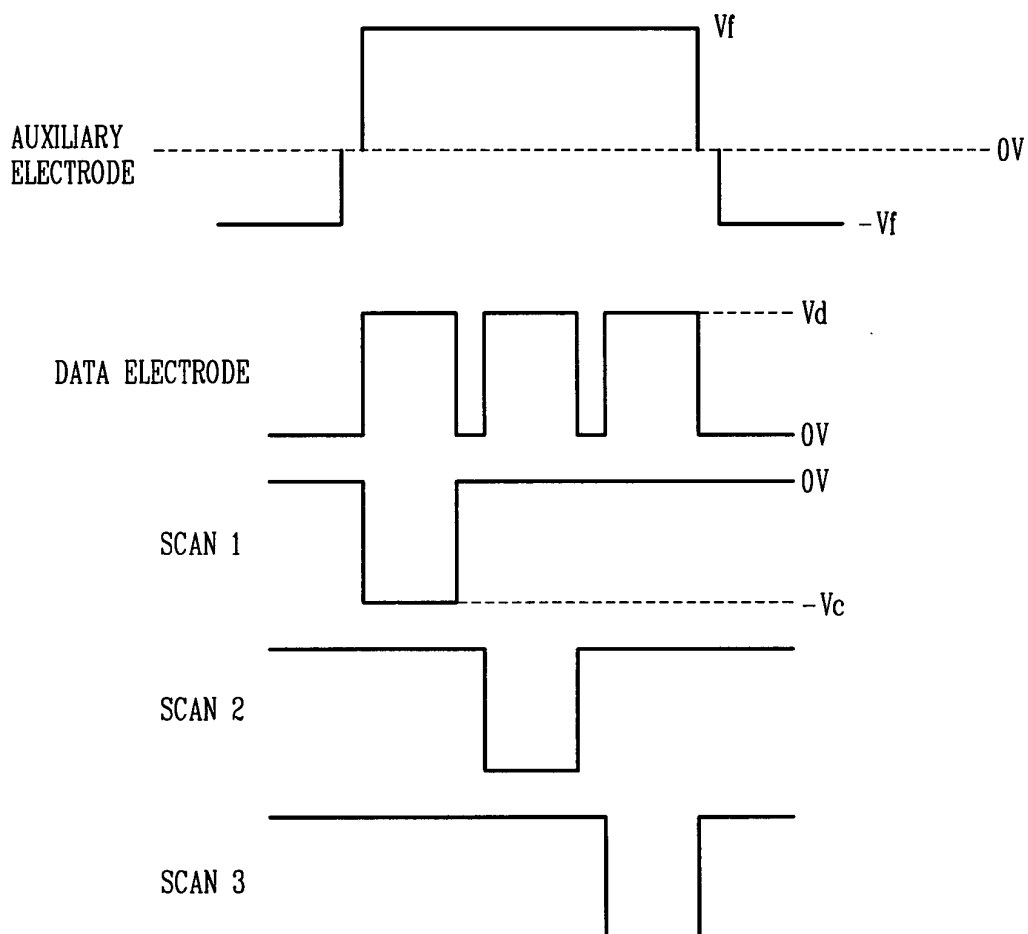 Vf
AUXILIARY
ELECTRODE
0V
-Vf
Vd
DATA ELECTRODE
0V
0V
SCAN 1
-Vc
SCAN 2
SCAN 3